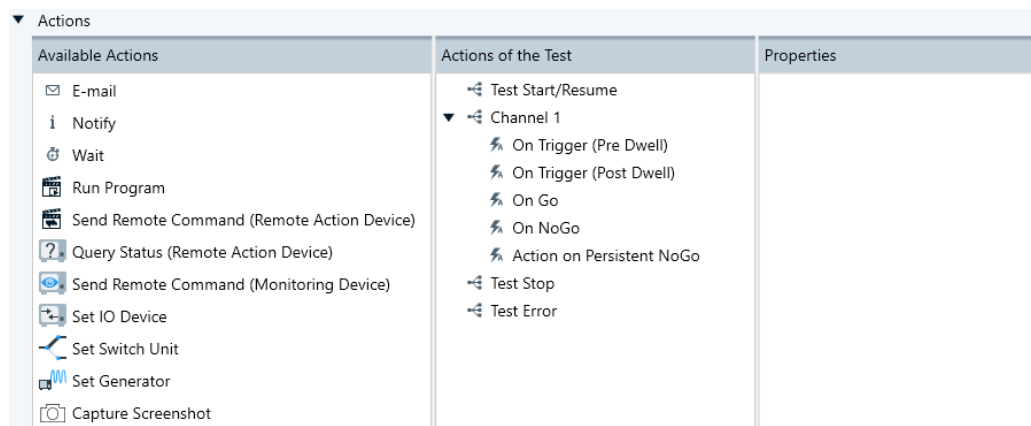 Actions
Available Actions
E-mail
Notify
Wait
Run Program
Send Remote Command (Remote Action Device)
Query Status (Remote Action Device)
Send Remote Command (Monitoring Device)
Set IO Device
Set Switch Unit
Set Generator
Capture Screenshot
Actions of the Test
Test Start/Resume
Channel 1
On Trigger (Pre Dwell)
On Trigger (Post Dwell)
On Go
On NoGo
Action on Persistent NoGo
Test Stop
Test Error
Properties